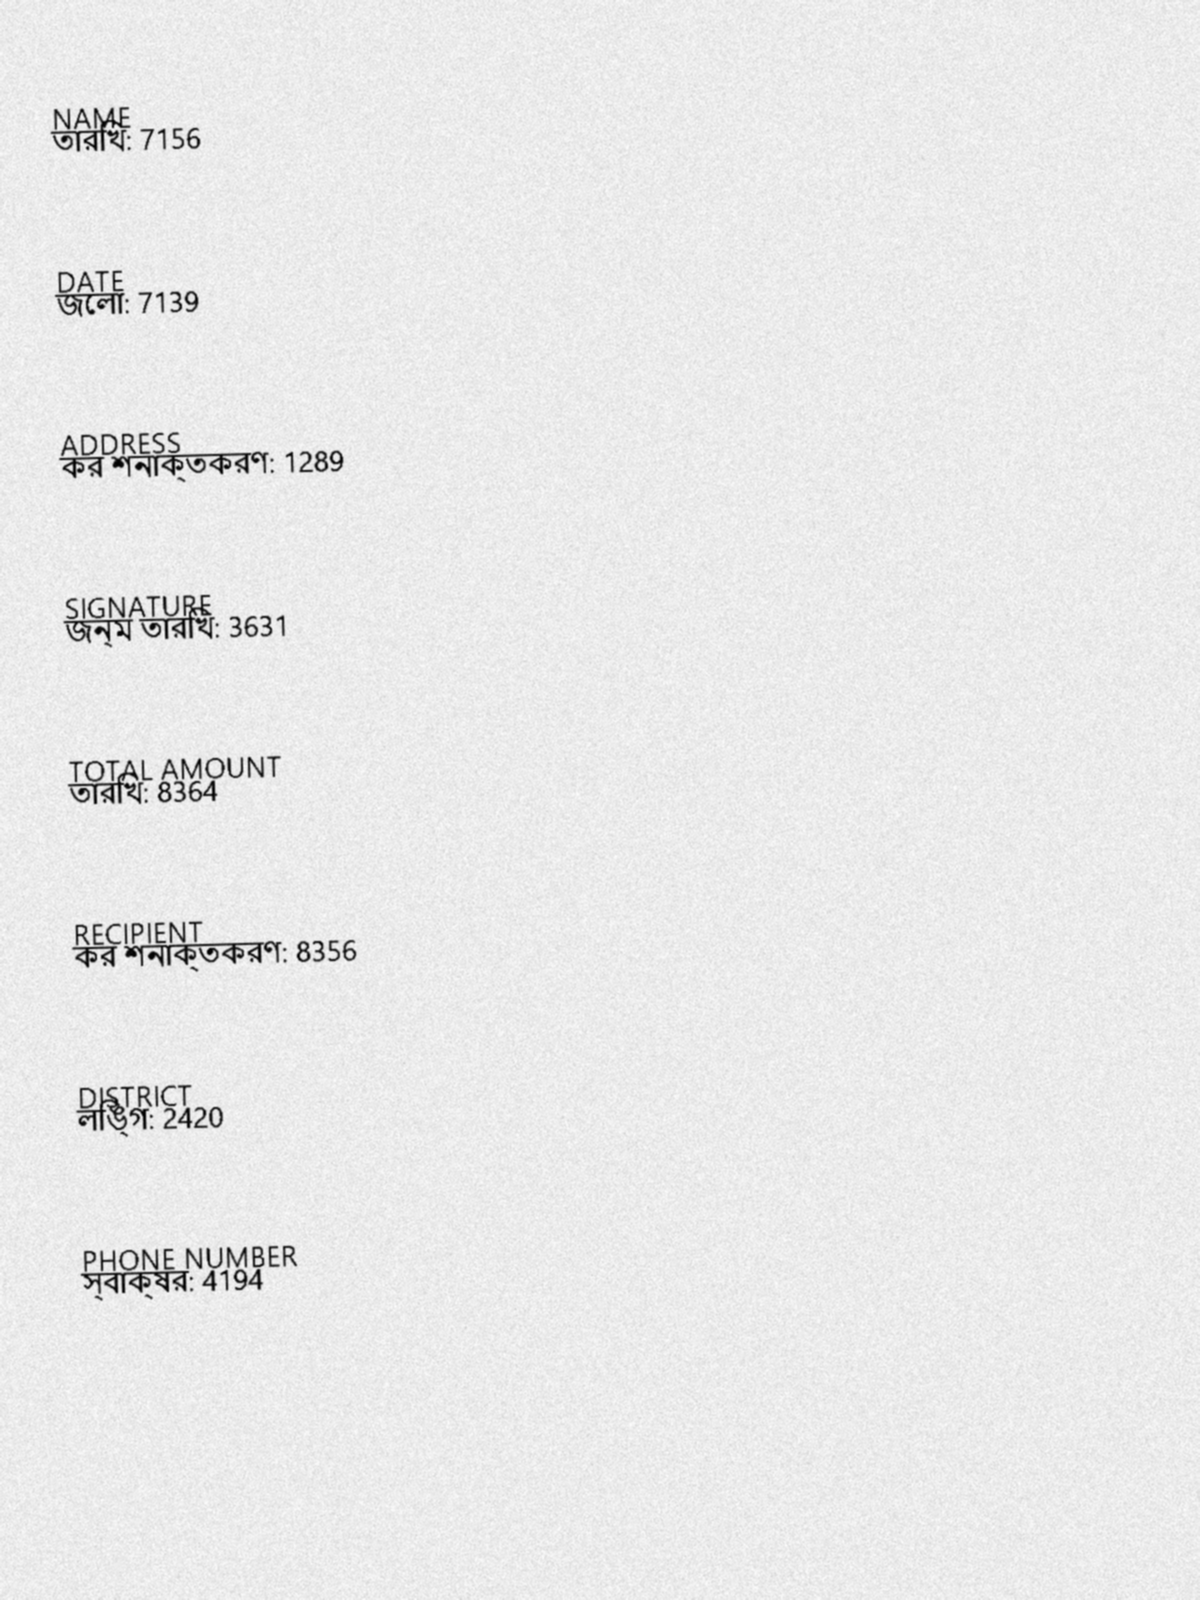 NAME
তারিখ: 7156
DATE
জেলা: 7139
ADDRESS
কর শনাক্তকরণ: 1289
SIGNATURE
জন্ম তারিখ: 3631
TOTAL AMOUNT
তারিখ: 8364
RECIPIENT
কর শনাক্তকরণ: 8356
DISTRICT
লিঙ্গ: 2420
PHONE NUMBER
স্বাক্ষর: 4194